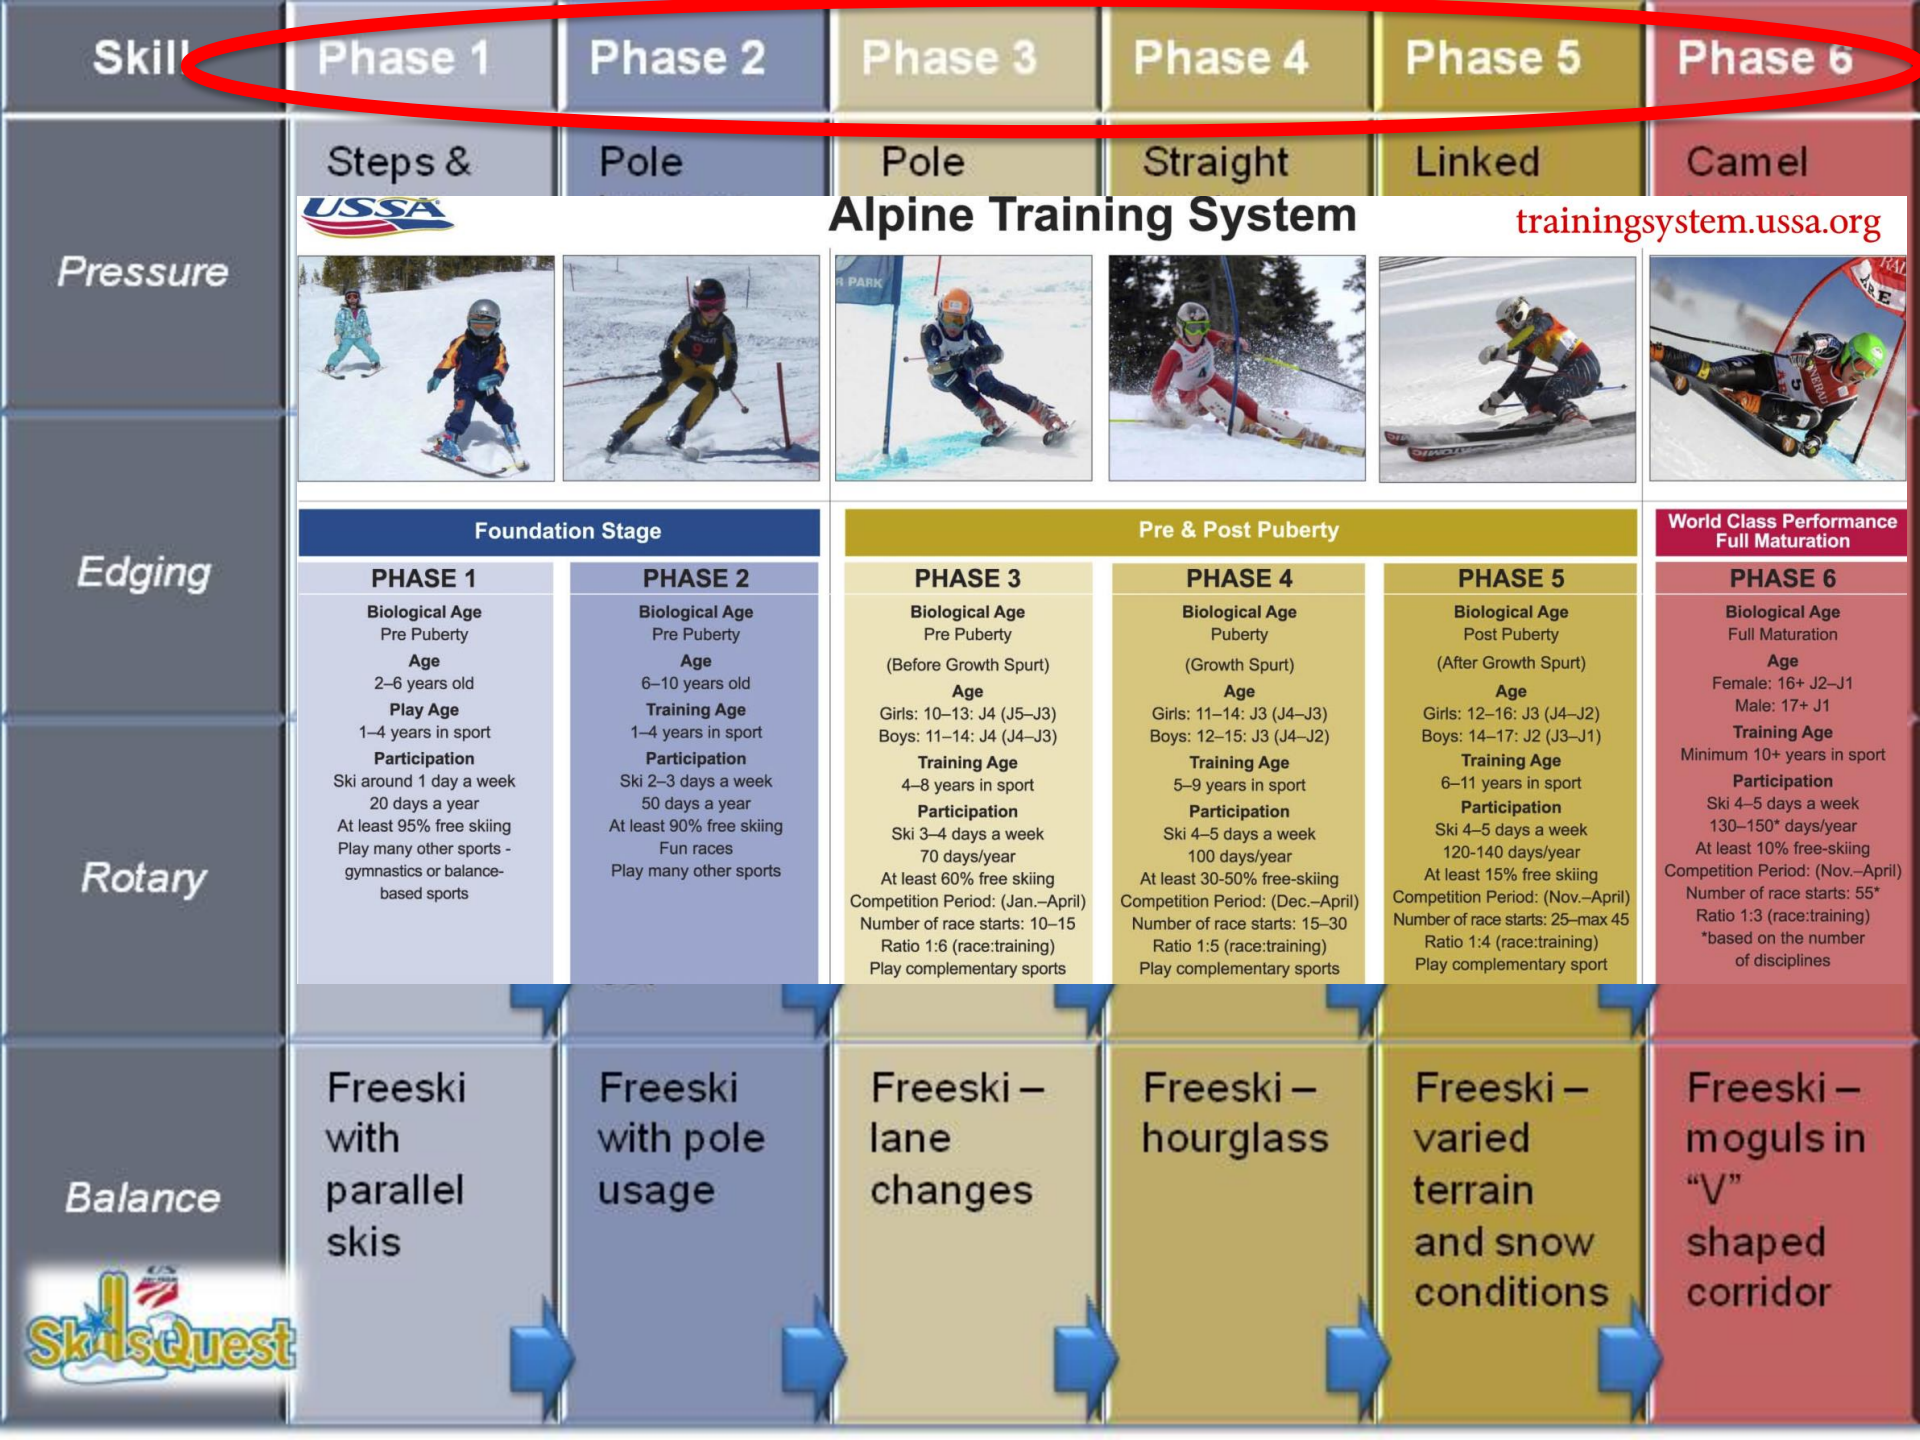 Skill
Phase 1
Phase 2
Phase 3
Phase 4
Phase 5
Phase 6
Pressure
Steps &
Pole
Pole
Straight
Linked
Camel
USSA
Alpine Training System
trainingsystem.ussa.org
PARK
9
4
5
Foundation Stage
Pre & Post Puberty
World Class Performance
Full Maturation
Edging
PHASE 1
Biological Age
Pre Puberty
Age
2–6 years old
Play Age
1–4 years in sport
Participation
Ski around 1 day a week
20 days a year
At least 95% free skiing
Play many other sports -
gymnastics or balance-
based sports
PHASE 2
Biological Age
Pre Puberty
Age
6–10 years old
Training Age
1–4 years in sport
Participation
Ski 2–3 days a week
50 days a year
At least 90% free skiing
Fun races
Play many other sports
PHASE 3
Biological Age
Pre Puberty
(Before Growth Spurt)
Age
Girls: 10–13: J4 (J5–J3)
Boys: 11–14: J4 (J4–J3)
Training Age
4–8 years in sport
Participation
Ski 3–4 days a week
70 days/year
At least 60% free skiing
Competition Period: (Jan.–April)
Number of race starts: 10–15
Ratio 1:6 (race:training)
Play complementary sports
PHASE 4
Biological Age
Puberty
(Growth Spurt)
Age
Girls: 11–14: J3 (J4–J3)
Boys: 12–15: J3 (J4–J2)
Training Age
5–9 years in sport
Participation
Ski 4–5 days a week
100 days/year
At least 30-50% free-skiing
Competition Period: (Dec.–April)
Number of race starts: 15–30
Ratio 1:5 (race:training)
Play complementary sports
PHASE 5
Biological Age
Post Puberty
(After Growth Spurt)
Age
Girls: 12–16: J3 (J4–J2)
Boys: 14–17: J2 (J3–J1)
Training Age
6–11 years in sport
Participation
Ski 4–5 days a week
120-140 days/year
At least 15% free skiing
Competition Period: (Nov.–April)
Number of race starts: 25–max 45
Ratio 1:4 (race:training)
Play complementary sport
PHASE 6
Biological Age
Full Maturation
Age
Female: 16+ J2–J1
Male: 17+ J1
Training Age
Minimum 10+ years in sport
Participation
Ski 4–5 days a week
130–150* days/year
At least 10% free-skiing
Competition Period: (Nov.–April)
Number of race starts: 55*
Ratio 1:3 (race:training)
*based on the number
of disciplines
Rotary
Balance
Freeski
with
parallel
skis
Freeski
with pole
usage
Freeski –
lane
changes
Freeski –
hourglass
Freeski –
varied
terrain
and snow
conditions
Freeski –
moguls in
“V”
shaped
corridor
US
SkillsQuest